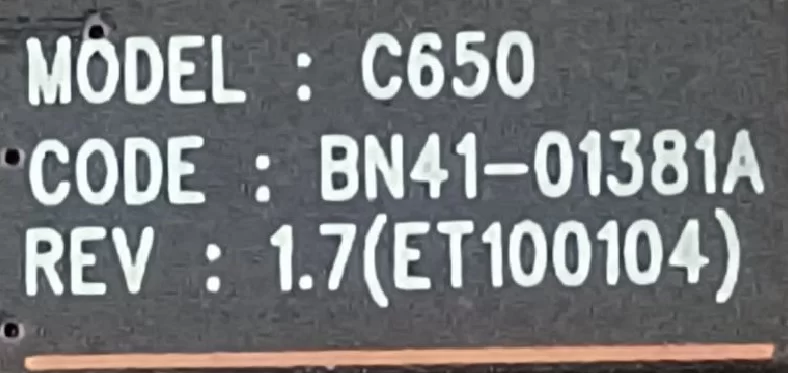 MODEL : C650
CODE : BN41-01381A
REV : 1.7(ET100104)